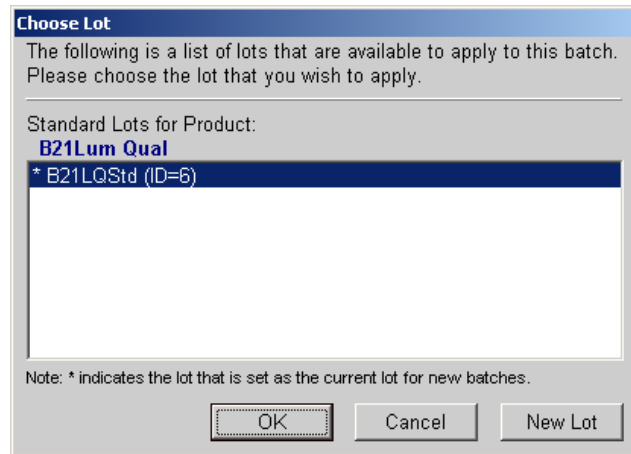 Choose Lot
The following is a list of lots that are available to apply to this batch.
Please choose the lot that you wish to apply.
Standard Lots for Product:
B21Lum Qual
* B21LQStd (ID=6)
Note: * indicates the lot that is set as the current lot for new batches.
OK Cancel New Lot